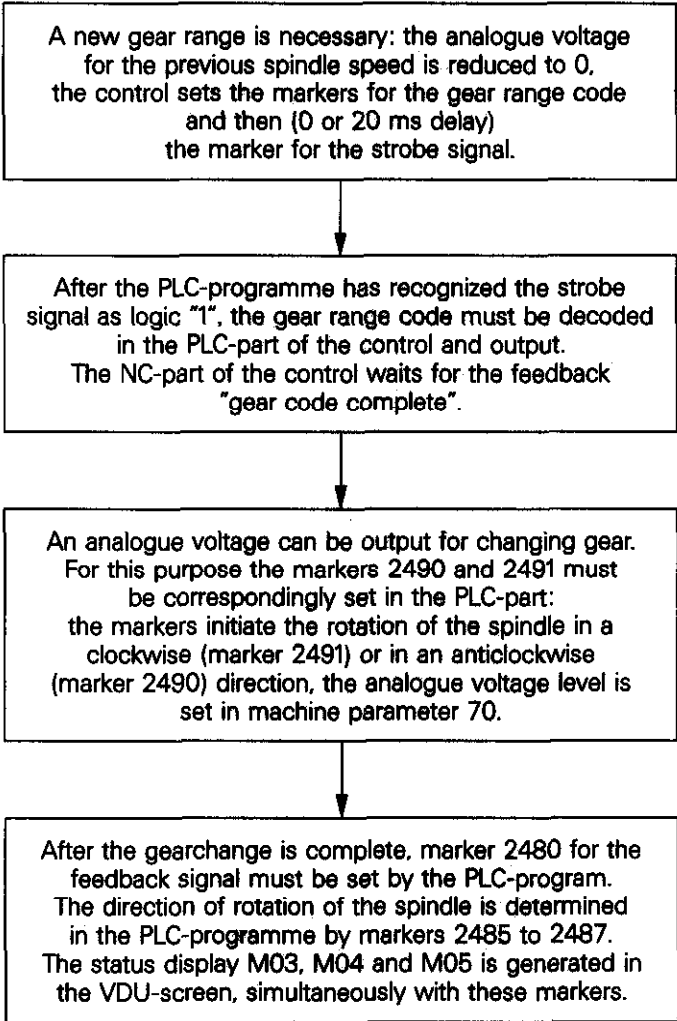 A new gear range is necessary: the analogue voltage
for the previous spindle speed is reduced to 0,
the control sets the markers for the gear range code
and then (0 or 20 ms delay)
the marker for the strobe signal.
After the PLC-programme has recognized the strobe
signal as logic "1", the gear range code must be decoded
in the PLC-part of the control and output.
The NC-part of the control waits for the feedback
"gear code complete".
An analogue voltage can be output for changing gear.
For this purpose the markers 2490 and 2491 must
be correspondingly set in the PLC-part:
the markers initiate the rotation of the spindle in a
clockwise (marker 2491) or in an anticlockwise
(marker 2490) direction, the analogue voltage level is
set in machine parameter 70.
After the gearchange is complete, marker 2480 for the
feedback signal must be set by the PLC-program.
The direction of rotation of the spindle is determined
in the PLC-programme by markers 2485 to 2487.
The status display M03, M04 and M05 is generated in
the VDU-screen, simultaneously with these markers.